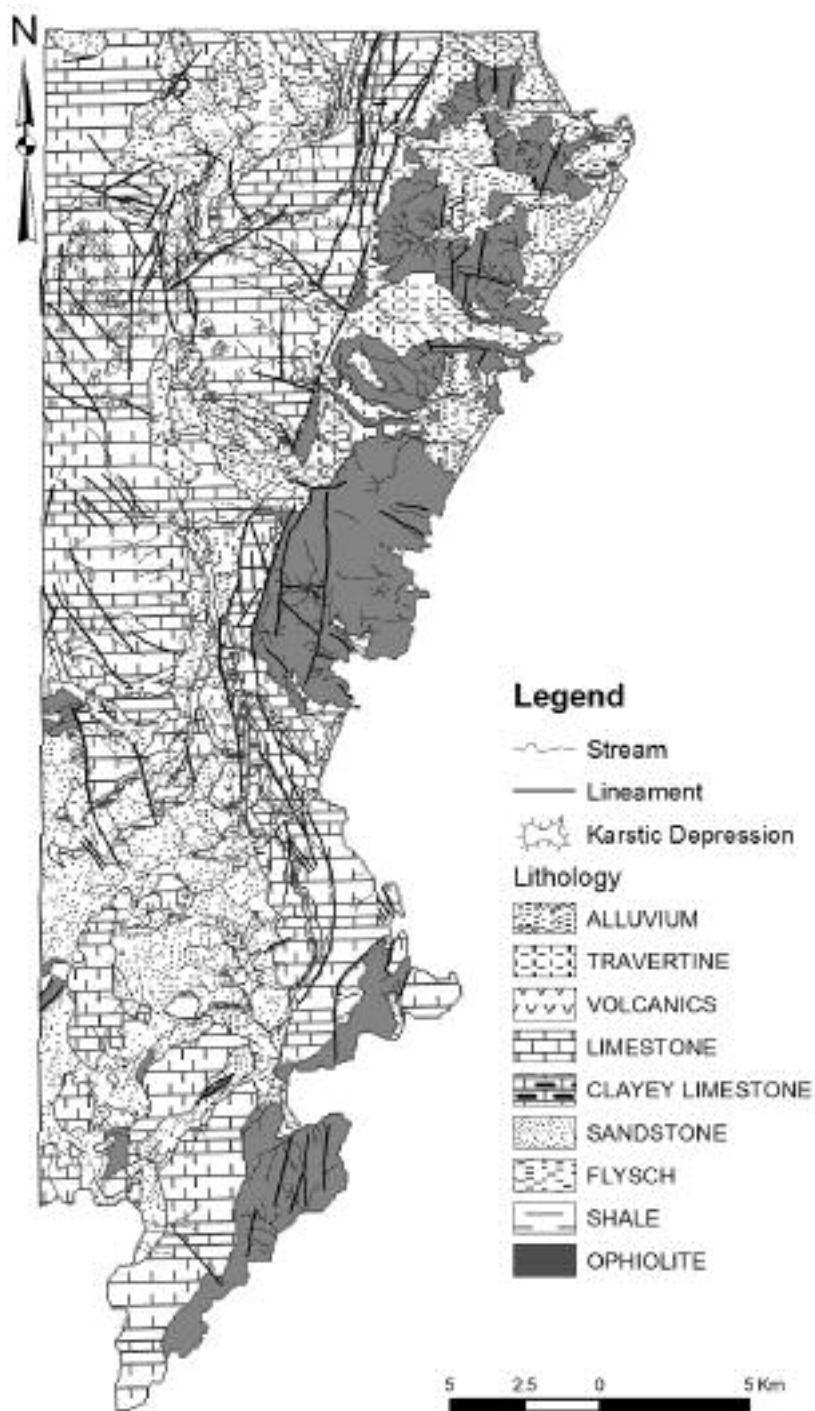 N
Legend
Stream
Lineament
Karstic Depression
Lithology
ALLUVIUM
TRAVERTINE
VOLCANICS
LIMESTONE
CLAYEY LIMESTONE
SANDSTONE
FLYSCH
SHALE
OPHIOLITE
5 2.5 0 5 Km